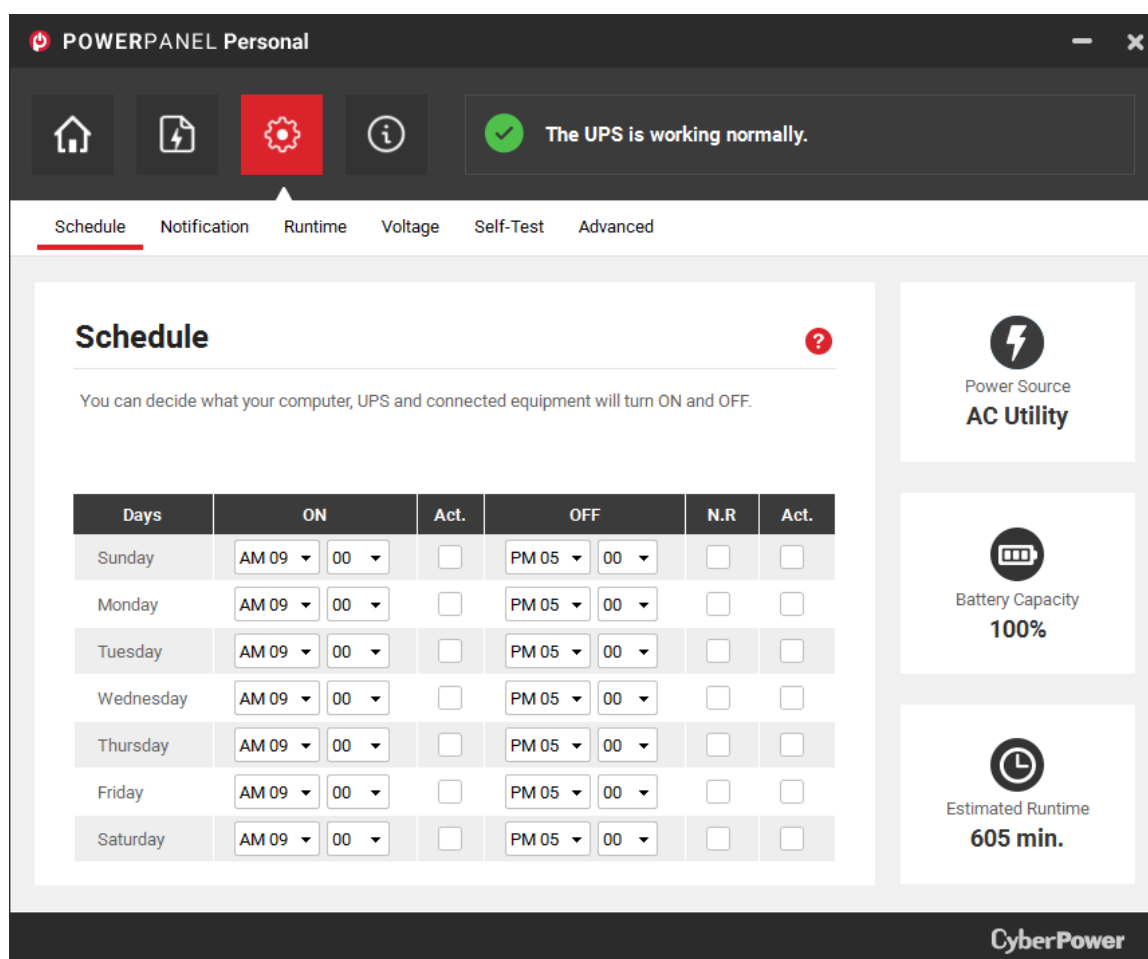 POWERPANEL Personal
The UPS is working normally.
Schedule Notification Runtime Voltage Self-Test Advanced
Schedule
?
You can decide what your computer, UPS and connected equipment will turn ON and OFF.
Days ON Act. OFF N.R Act.
Sunday AM 09 00 PM 05 00
Monday AM 09 00 PM 05 00
Tuesday AM 09 00 PM 05 00
Wednesday AM 09 00 PM 05 00
Thursday AM 09 00 PM 05 00
Friday AM 09 00 PM 05 00
Saturday AM 09 00 PM 05 00
Power Source
AC Utility
Battery Capacity
100%
Estimated Runtime
605 min.
CyberPower